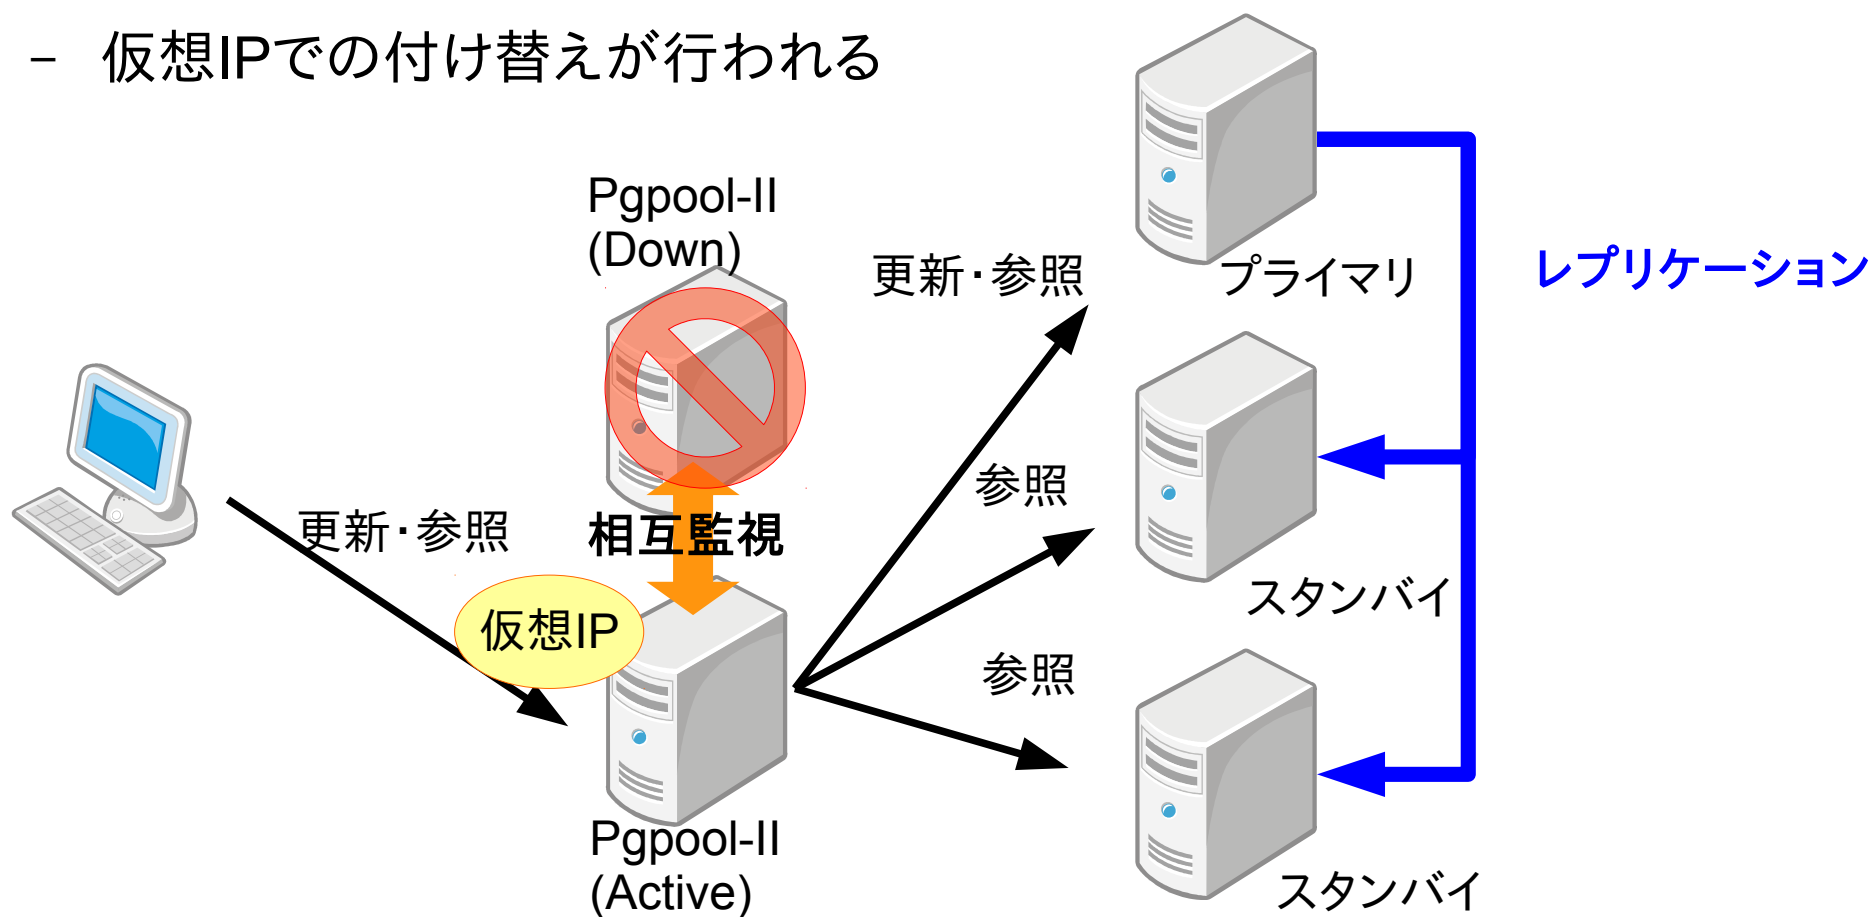 – 仮想IPでの付け替えが行われる
Pgpool-II
(Down)
更新・参照
プライマリ
レプリケーション
参照
更新・参照
相互監視
スタンバイ
仮想IP
参照
Pgpool-II
(Active)
スタンバイ